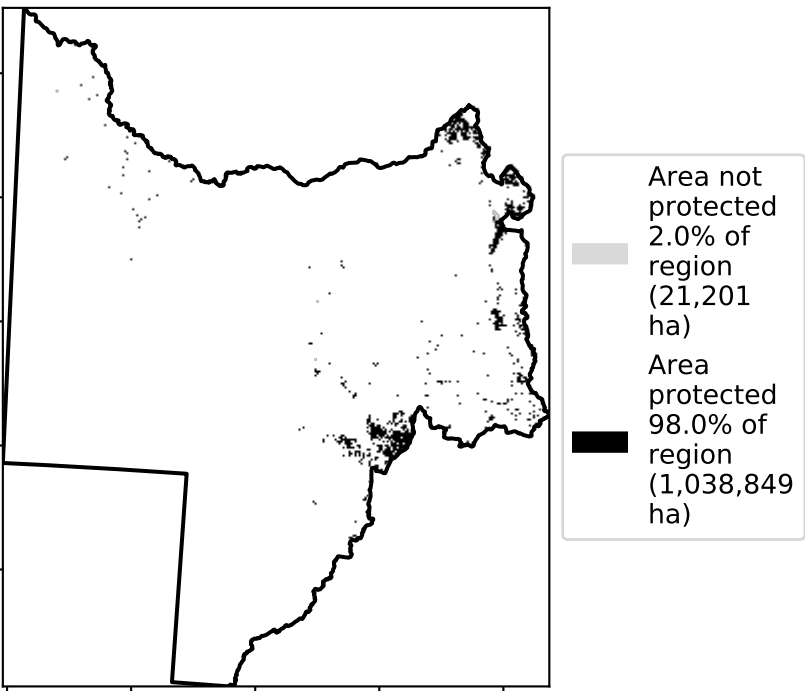 Area not
protected
2.0% of
region
(21,201
ha)
Area
protected
98.0% of
region
(1,038,849
ha)